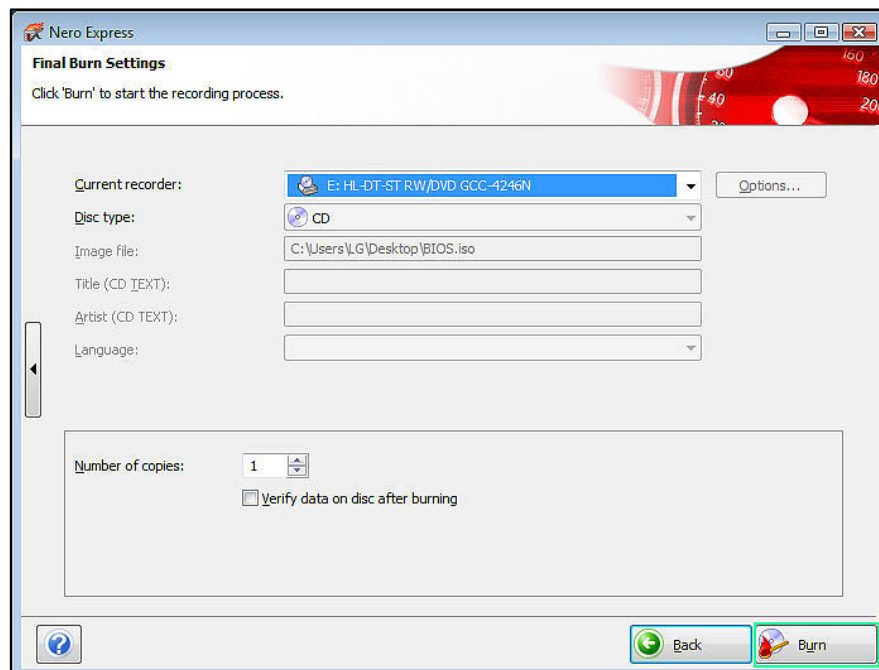 Nero Express
Final Burn Settings
Click 'Burn' to start the recording process.
160
180
60
40
20
Current recorder:
E: HL-DT-ST RW/DVD GCC-4246N
Options...
Disc type:
CD
Image file:
C:\Users\LG\Desktop\BIOS.iso
Title (CD TEXT):
Artist (CD TEXT):
Language:
Number of copies:
1
Verify data on disc after burning
Back
Burn